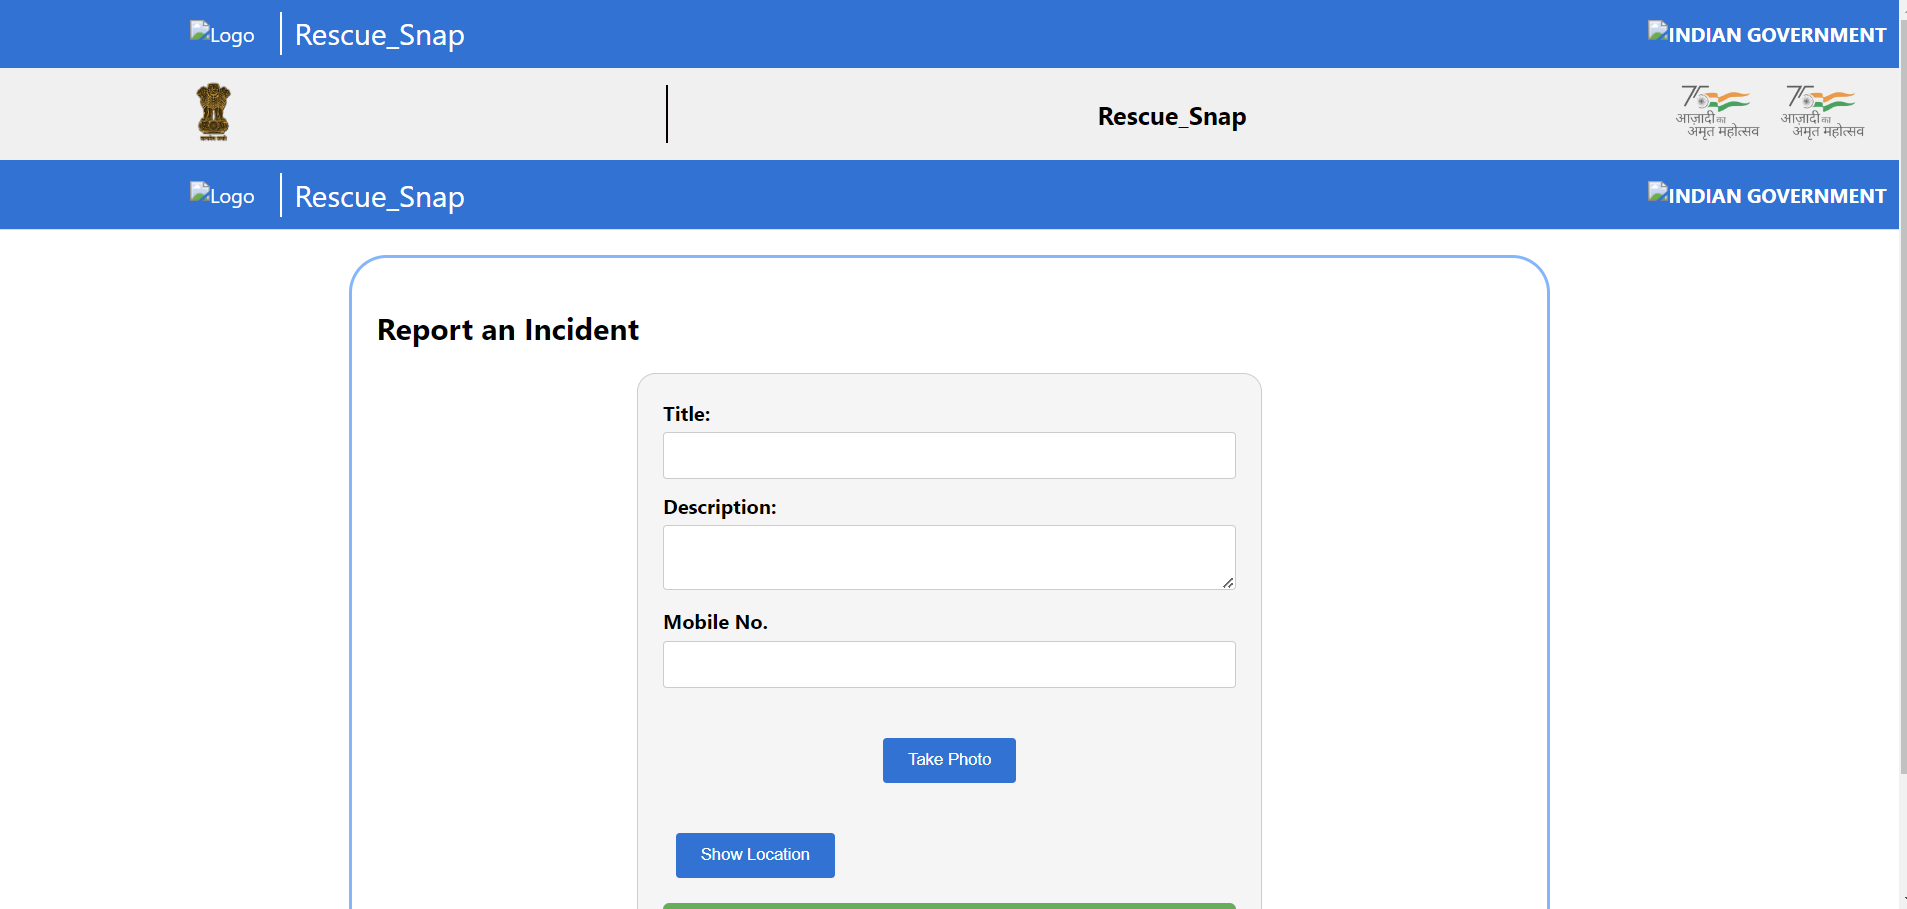 Logo Rescue_Snap INDIAN GOVERNMENT
Rescue_Snap
75 75
आज़ादी का आज़ादी का
अमृत महोत्सव अमृत महोत्सव
Logo Rescue_Snap INDIAN GOVERNMENT
Report an Incident
Title:
Description:
Mobile No.
Take Photo
Show Location